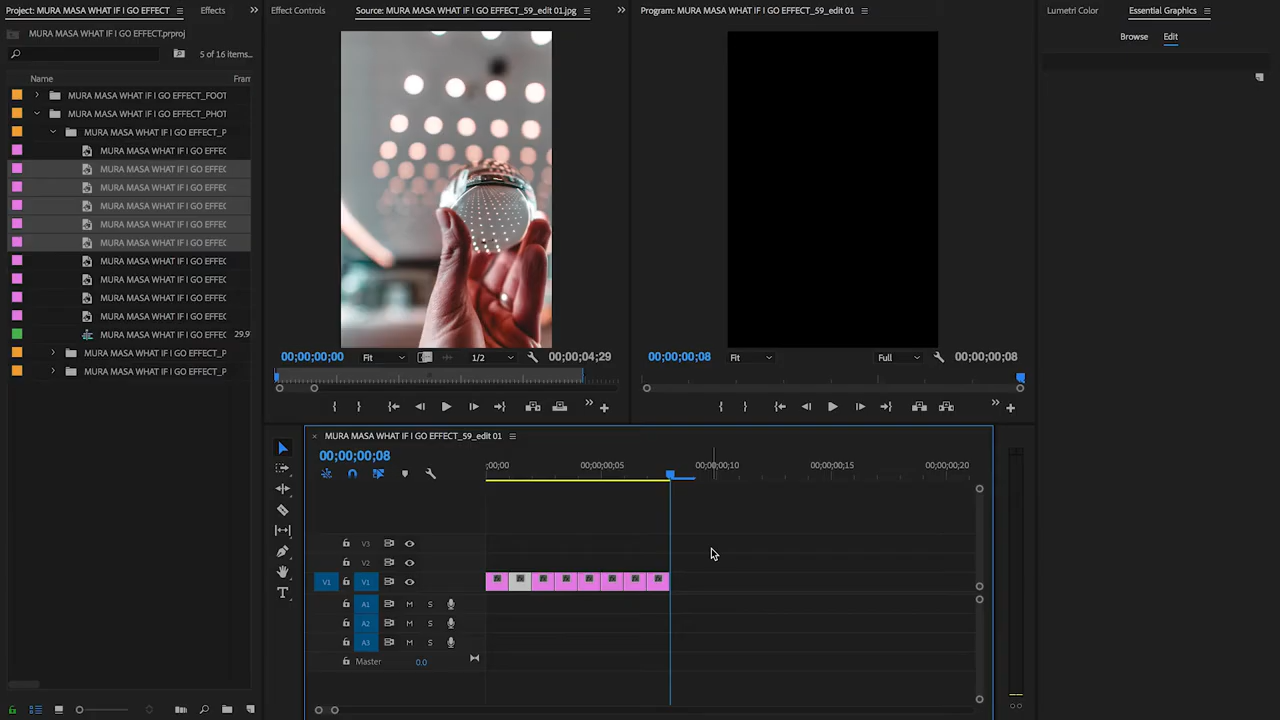 Project: MURA MASA WHAT IF I GO EFFECT
Effects
Effect Controls
Source: MURA MASA WHAT IF I GO EFFECT_59_edit 01.jpg
Program: MURA MASA WHAT IF I GO EFFECT_59_edit 01
Lumetri Color
Essential Graphics
MURA MASA WHAT IF I GO EFFECT.prproj
Browse
Edit
5 of 16 items...
Name
Fram
MURA MASA WHAT IF I GO EFFECT_FOOT
MURA MASA WHAT IF I GO EFFECT_PHOT
MURA MASA WHAT IF I GO EFFECT_P
MURA MASA WHAT IF I GO EFFEC
MURA MASA WHAT IF I GO EFFEC
MURA MASA WHAT IF I GO EFFEC
MURA MASA WHAT IF I GO EFFEC
MURA MASA WHAT IF I GO EFFEC
MURA MASA WHAT IF I GO EFFEC
MURA MASA WHAT IF I GO EFFEC
MURA MASA WHAT IF I GO EFFEC
MURA MASA WHAT IF I GO EFFEC
MURA MASA WHAT IF I GO EFFEC
MURA MASA WHAT IF I GO EFFEC 29,9
MURA MASA WHAT IF I GO EFFECT_P
MURA MASA WHAT IF I GO EFFECT_P
00;00;00;00
Fit
1/2
00;00;04;29
00;00;00;08
Fit
Full
00;00;00;08
MURA MASA WHAT IF I GO EFFECT_59_edit 01
00;00;00;08
;00;00
00;00;00;05
00;00;00;10
00;00;00;15
00;00;00;20
V3
V2
V1 V1
A1 M S
A2 M S
A3 M S
Master 0.0